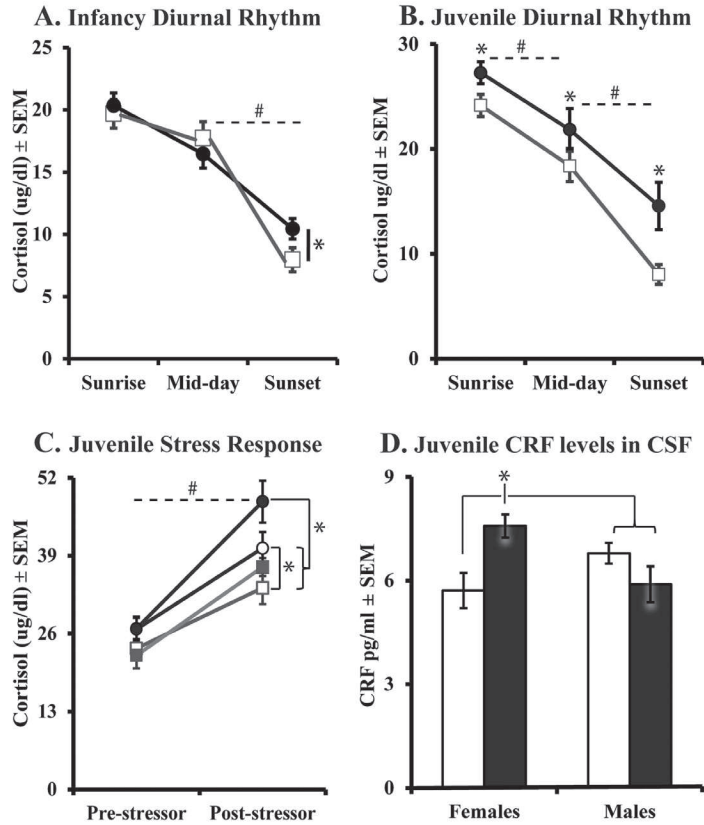 A. Infancy Diurnal Rhythm
Cortisol (ug/dl) ± SEM
25
20
15
10
5
0
#
*
Sunrise Mid-day Sunset
B. Juvenile Diurnal Rhythm
Cortisol ug/dl ± SEM
30
20
10
0
* # * # *
Sunrise Mid-day Sunset
C. Juvenile Stress Response
Cortisol (ug/dl) ± SEM
52
39
26
13
0
#
*
*
Pre-stressor Post-stressor
D. Juvenile CRF levels in CSF
CRF pg/ml ± SEM
9
6
3
0
*
Females Males